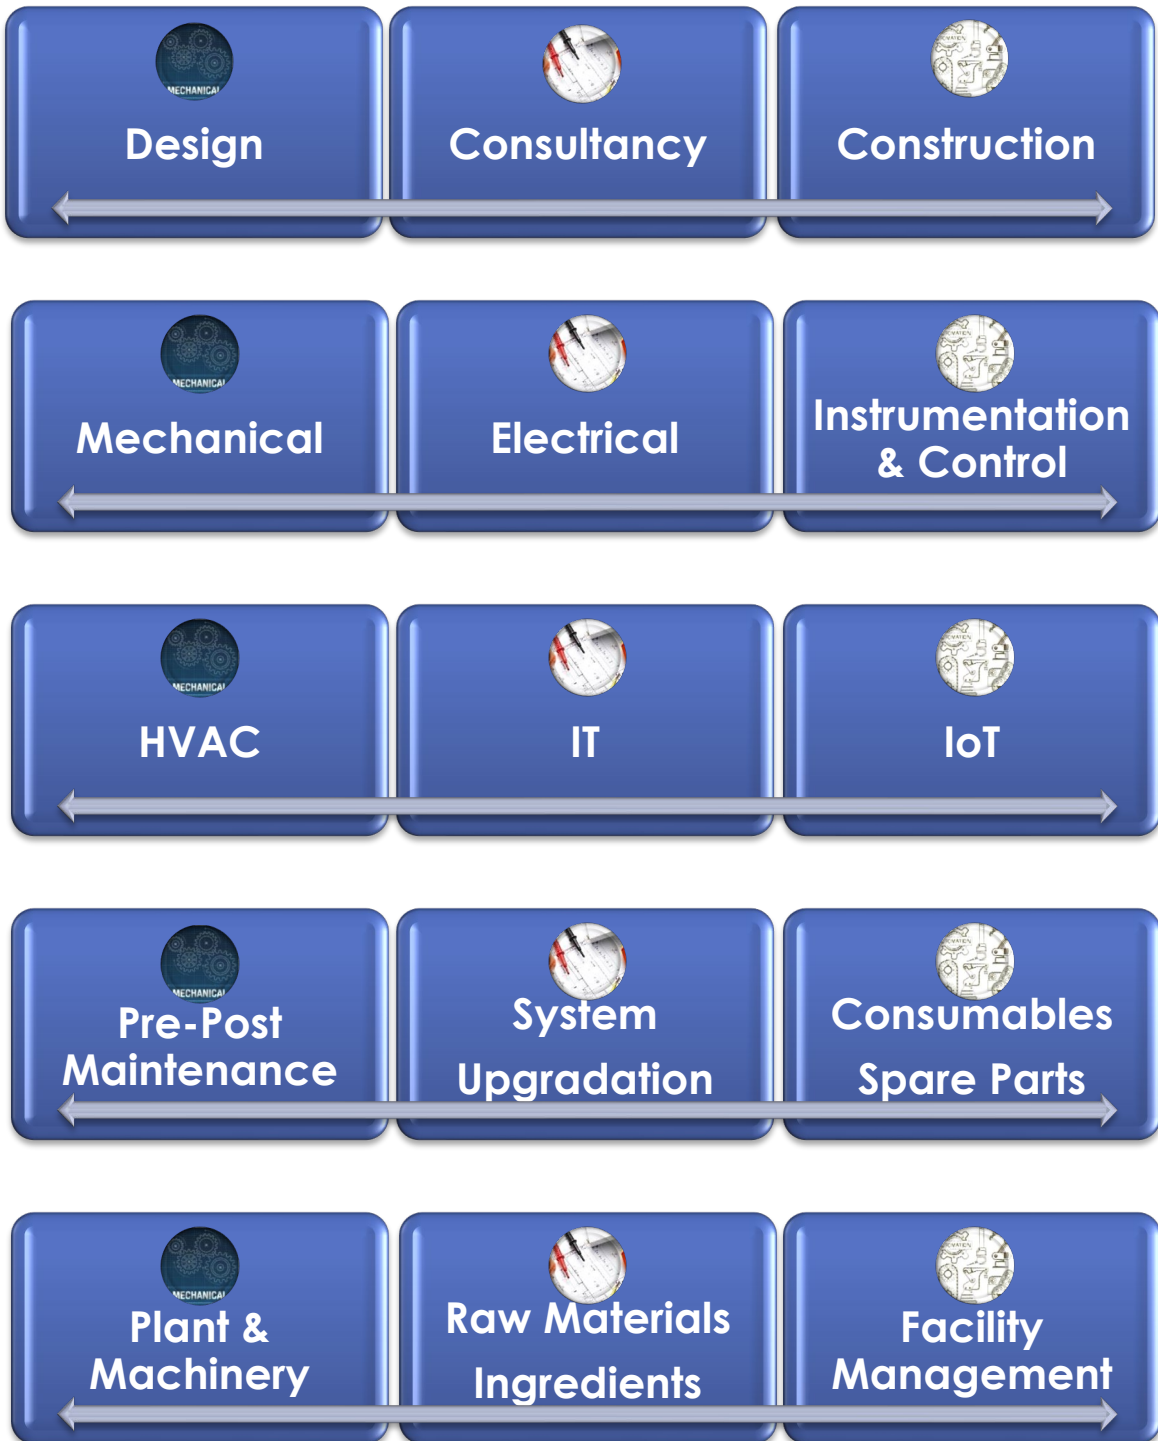 MECHANICAL
Design
Consultancy
Construction
MECHANICAL
Mechanical
Electrical
Instrumentation
& Control
MECHANICAL
HVAC
IT
IoT
MECHANICAL
Pre-Post
Maintenance
System
Upgradation
Consumables
Spare Parts
MECHANICAL
Plant &
Machinery
Raw Materials
Ingredients
Facility
Management